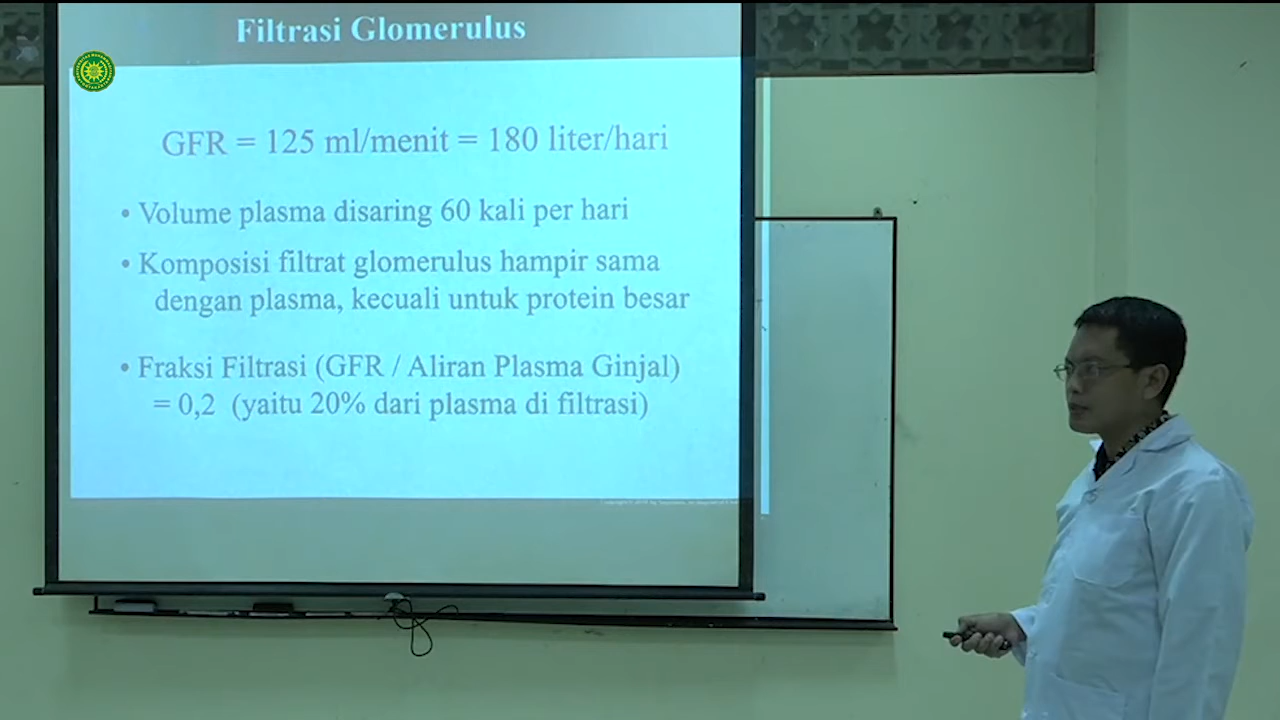 Filtrasi Glomerulus
GFR = 125 ml/menit = 180 liter/hari
• Volume plasma disaring 60 kali per hari
• Komposisi filtrat glomerulus hampir sama
dengan plasma, kecuali untuk protein besar
• Fraksi Filtrasi (GFR / Aliran Plasma Ginjal)
= 0,2 (yaitu 20% dari plasma di filtrasi)